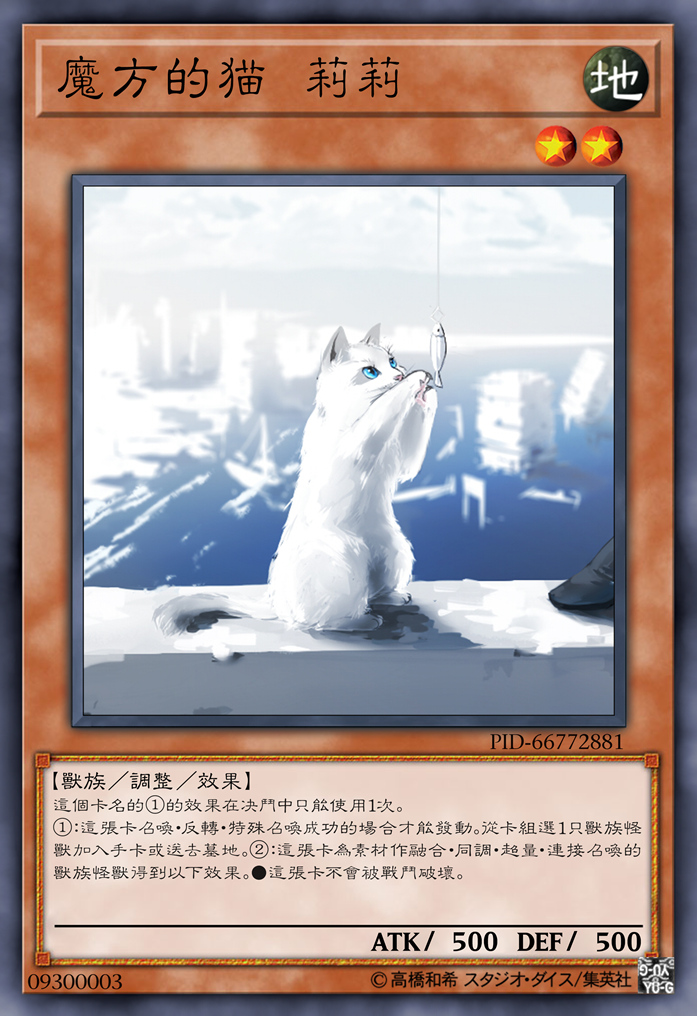 魔方的猫 莉莉
地
PID-66772881
【獸族／調整／效果】
這個卡名的①的效果在決鬥中只能使用1次。
①:這張卡召喚•反轉•特殊召喚成功的場合才能發動。從卡組選1只獸族怪
獸加入手卡或送去墓地。②:這張卡為素材作融合•同調•超量•連接召喚的
獸族怪獸得到以下效果。●這張卡不會被戰鬥破壞。
ATK/ 500 DEF/ 500
09300003
©高橋和希 スタジオ•ダイス/集英社